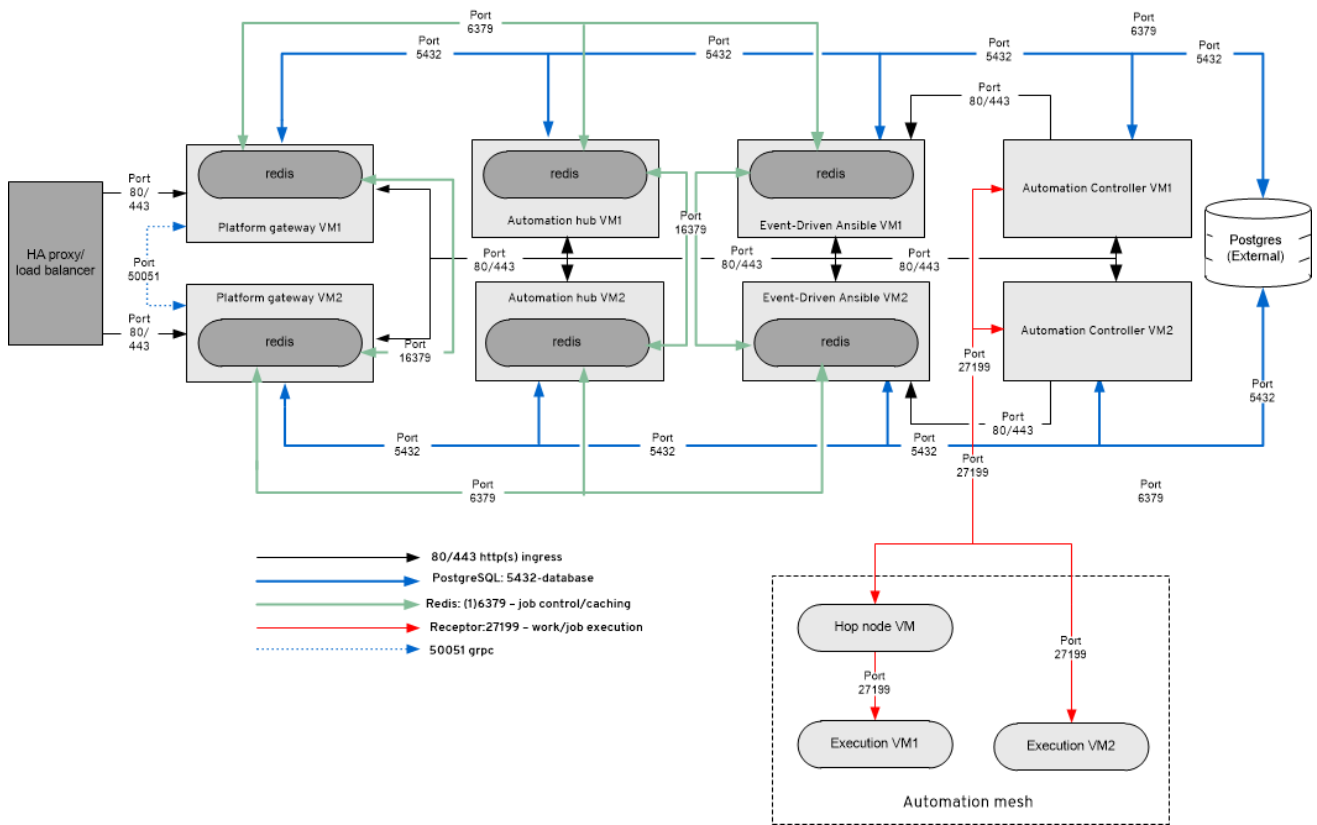 Port
6379
Port
6379
Port
5432
Port
5432
Port
5432
Port
5432
Port
80/443
redis
redis
redis
Port
80/
443
Platform gateway VM1
Automation hub VM1
Event-Driven Ansible VM1
Automation Controller VM1
Port
16379
HA proxy/
load balancer
Port
50051
Port
80/443
Port
80/443
Port
80/443
Postgres
(External)
Platform gateway VM2
Automation hub VM2
Event-Driven Ansible VM2
Automation Controller VM2
Port
80/
443
redis
redis
redis
Port
16379
Port
27199
Port
5432
Port
80/443
Port
5432
Port
5432
Port
5432
Port
27199
Port
6379
Port
6379
80/443 http(s) ingress
PostgreSQL: 5432-database
Redis: (1)6379 – job control/caching
Receptor:27199 – work/job execution
50051 grpc
Hop node VM
Port
27199
Port
27199
Execution VM1
Execution VM2
Automation mesh